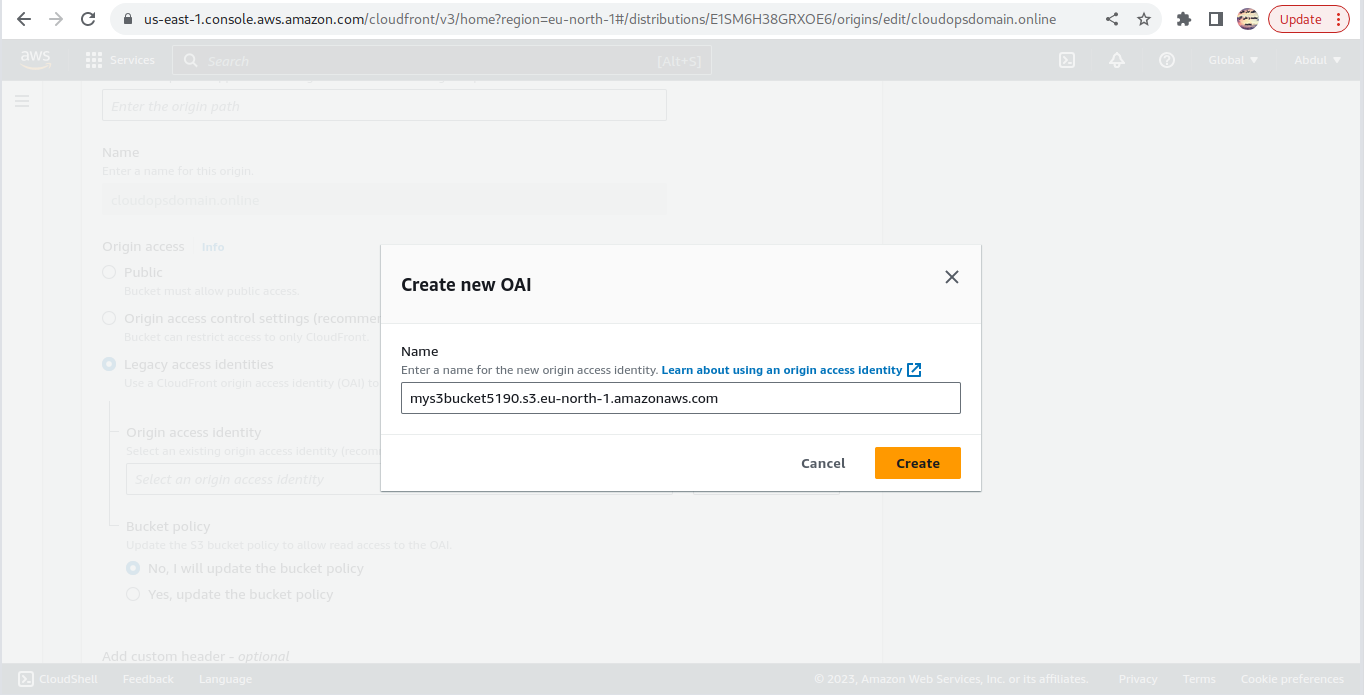 us-east-1.console.aws.amazon.com/cloudfront/v3/home?region=eu-north-1#/distributions/E1SM6H38GRXOE6/origins/edit/cloudopsdomain.online
Update
aws
Services
Search
[Alt+S]
Global
Abdul
Enter the origin path
Name
Enter a name for this origin.
cloudopsdomain.online
Origin access
Info
Public
Bucket must allow public access.
Origin access control settings (recommen
Bucket can restrict access to only CloudFront
Legacy access identities
Use a CloudFront origin access identity (OAI) to
Origin access identity
Select an existing origin access identity (recom
Select an origin access identity
Create new OAI
Name
Enter a name for the new origin access identity. Learn about using an origin access identity
mys3bucket5190.s3.eu-north-1.amazonaws.com
Cancel
Create
Bucket policy
Update the S3 bucket policy to allow read access to the OAI.
No, I will update the bucket policy
Yes, update the bucket policy
Add custom header - optional
CloudShell
Feedback
Language
© 2023, Amazon Web Services, Inc. or its affiliates.
Privacy
Terms
Cookie preferences